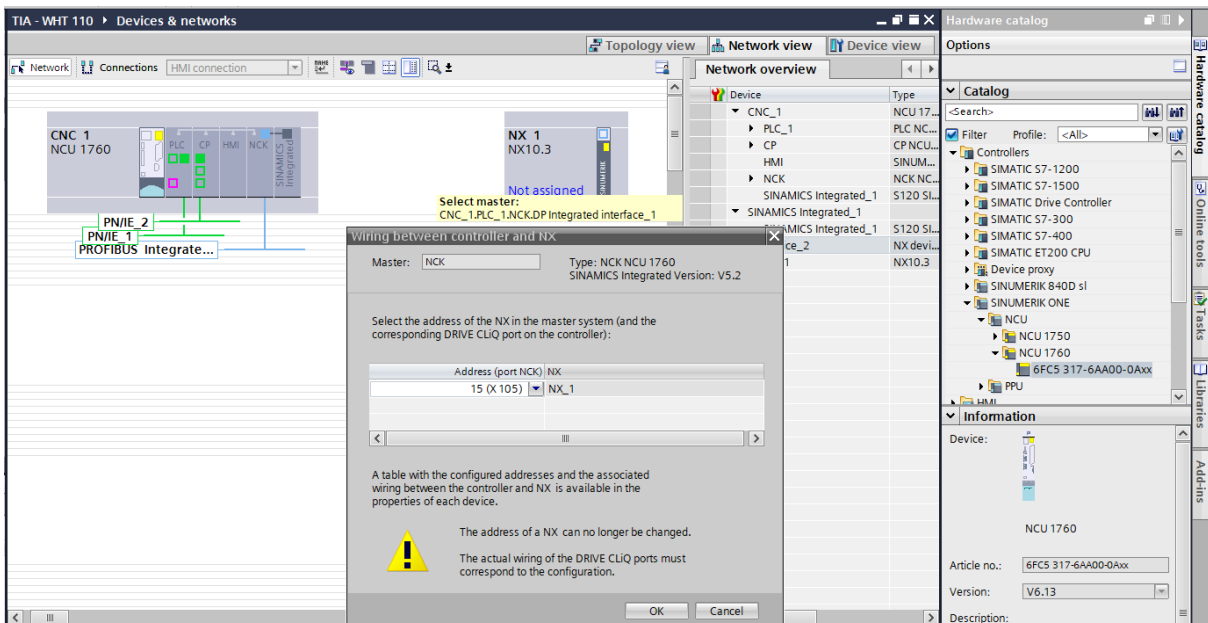 TIA - WHT 110 ▸ Devices & networks
Topology view
Network view
Device view
Network
Connections
HMI connection
CNC_1
NCU 1760
PLC
CP
HMI
NCK
SINAMICS
Integrated
PN/IE_2
PN/IE_1
PROFIBUS Integrate...
NX_1
NX10.3
Not assigned
SINUMERIK
Select master:
CNC_1.PLC_1.NCK.DP Integrated interface_1
Wiring between controller and NX
Master:
NCK
Type: NCK NCU 1760
SINAMICS Integrated Version: V5.2
Select the address of the NX in the master system (and the
corresponding DRIVE CLiQ port on the controller):
Address (port NCK)
NX
15 (X105)
NX_1
A table with the configured addresses and the associated
wiring between the controller and NX is available in the
properties of each device.
The address of a NX can no longer be changed.
The actual wiring of the DRIVE CLiQ ports must
correspond to the configuration.
OK
Cancel
Network overview
Device
Type
CNC_1
NCU 17...
PLC_1
PLC NC...
CP
CP NCU...
HMI
SINUM...
NCK
NCK NC...
SINAMICS Integrated_1
S120 SI...
SINAMICS Integrated_1
AMICS Integrated_1
S120 SI...
ce_2
NX devi...
1
NX10.3
Hardware catalog
Options
Catalog
<Search>
Filter
Profile:
<All>
Controllers
SIMATIC S7-1200
SIMATIC S7-1500
SIMATIC Drive Controller
SIMATIC S7-300
SIMATIC S7-400
SIMATIC ET200 CPU
Device proxy
SINUMERIK 840D sl
SINUMERIK ONE
NCU
NCU 1750
NCU 1760
6FC5 317-6AA00-0Axx
PPU
HMI
Information
Device:
NCU 1760
Article no.:
6FC5 317-6AA00-0Axx
Version:
V6.13
Description:
Hardware catalog
Online tools
Tasks
Libraries
Add-ins